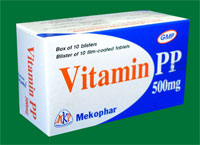 GMP
Box of 10 blisters
Blister of 10 film-coated tablets
Vitamin PP
500mg
Mekophar
Vitamin PP
500mg